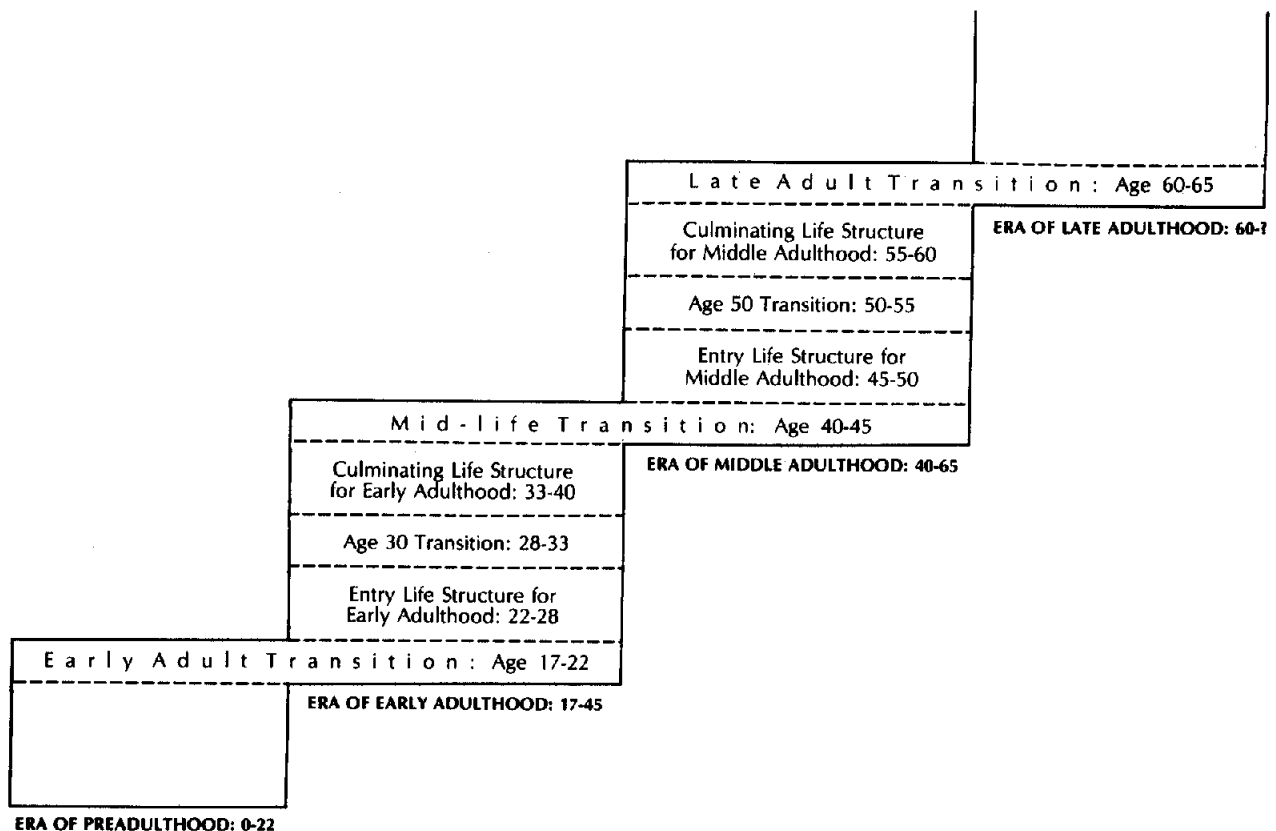 Late Adult Transition: Age 60-65
ERA OF LATE ADULTHOOD: 60-?
Culminating Life Structure
for Middle Adulthood: 55-60
Age 50 Transition: 50-55
Entry Life Structure for
Middle Adulthood: 45-50
Mid-life Transition: Age 40-45
ERA OF MIDDLE ADULTHOOD: 40-65
Culminating Life Structure
for Early Adulthood: 33-40
Age 30 Transition: 28-33
Entry Life Structure for
Early Adulthood: 22-28
Early Adult Transition: Age 17-22
ERA OF EARLY ADULTHOOD: 17-45
ERA OF PREADULTHOOD: 0-22